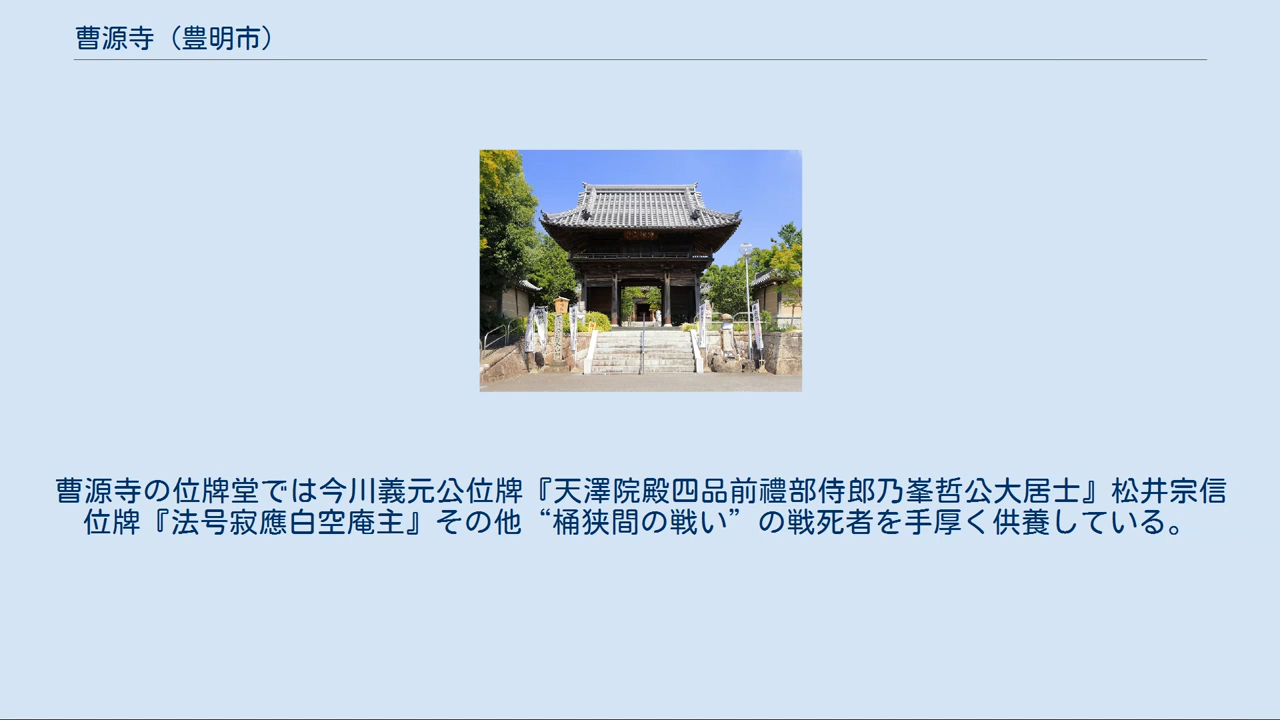 曹源寺（豊明市）
曹源寺の位牌堂では今川義元公位牌『天澤院殿四品前禮部侍郎乃峯哲公大居士』松井宗信
位牌『法号寂應白空庵主』その他“桶狭間の戦い”の戦死者を手厚く供養している。